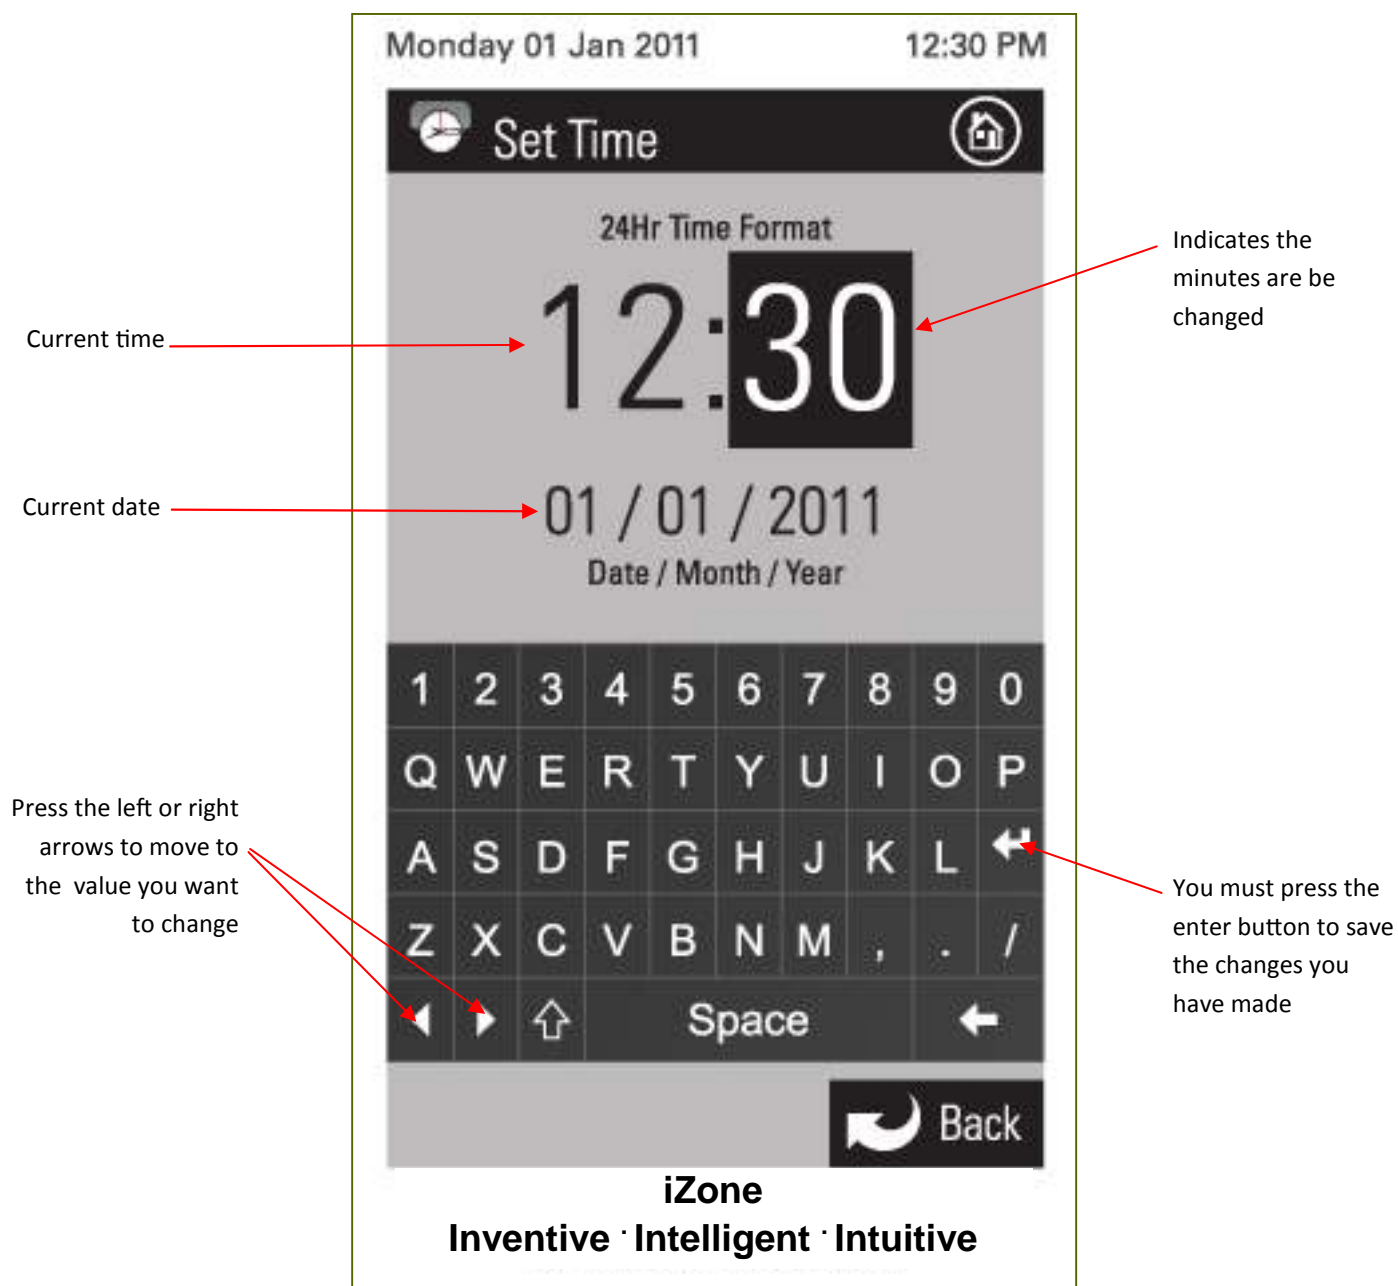 Monday 01 Jan 2011 12:30 PM
Set Time
24Hr Time Format
12:30
01 / 01 / 2011
Date / Month / Year
Current time
Current date
Indicates the
minutes are be
changed
1 2 3 4 5 6 7 8 9 0
Q W E R T Y U I O P
A S D F G H J K L
Z X C V B N M , . /
Space
Press the left or right
arrows to move to
the value you want
to change
You must press the
enter button to save
the changes you
have made
Back
iZone
Inventive · Intelligent · Intuitive